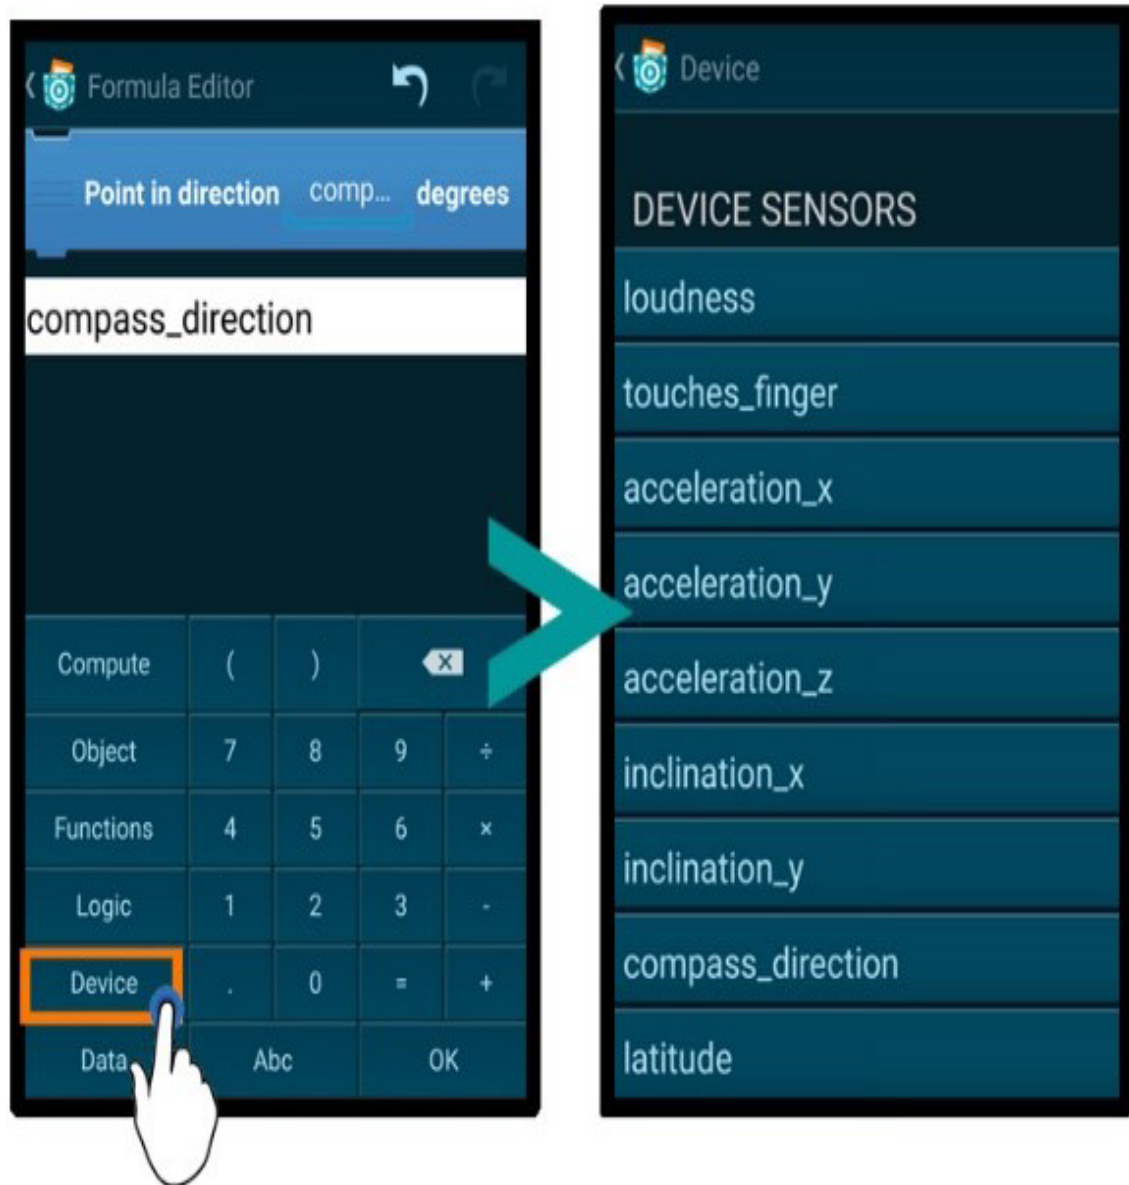 Formula Editor
Point in direction comp... degrees
compass_direction
Compute ( )
Object 7 8 9 ÷
Functions 4 5 6 ×
Logic 1 2 3 -
Device . 0 = +
Data Abc OK
Device
DEVICE SENSORS
loudness
touches_finger
acceleration_x
acceleration_y
acceleration_z
inclination_x
inclination_y
compass_direction
latitude